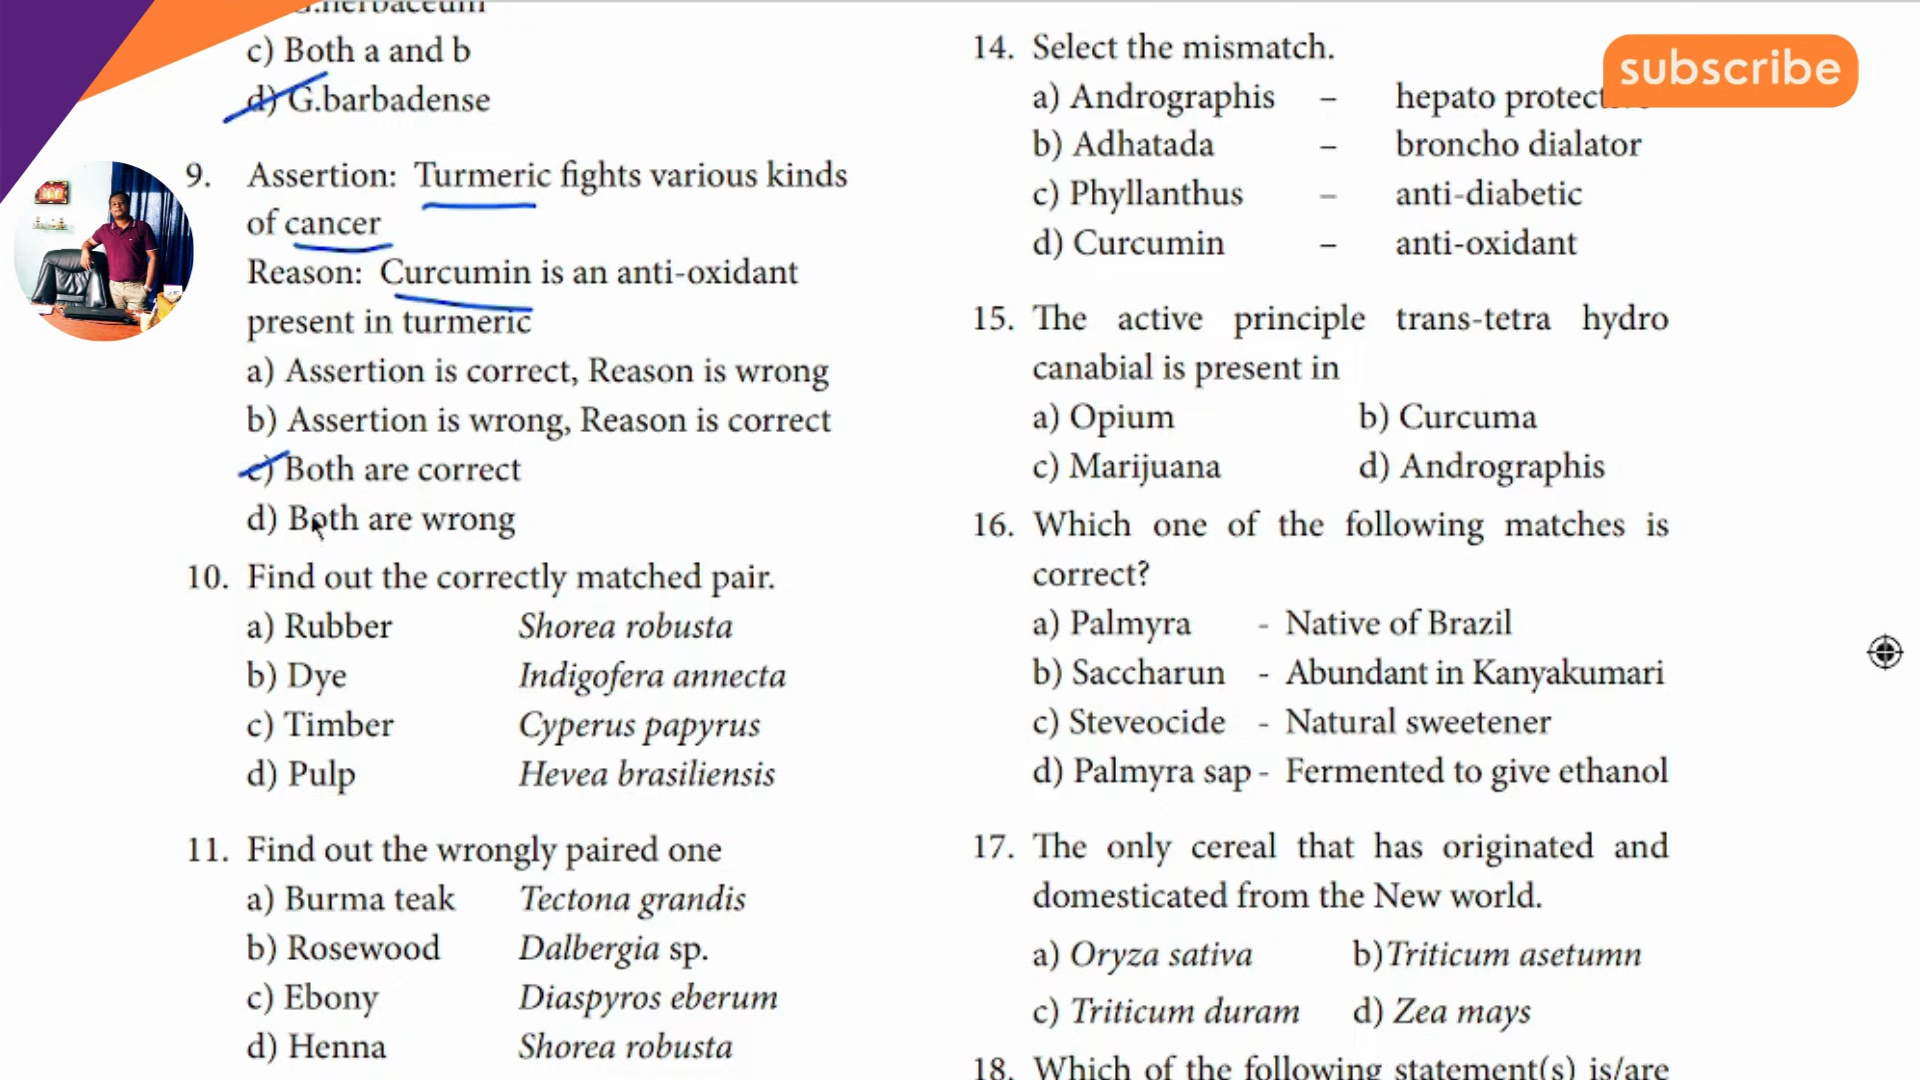 G.herbaceum
c) Both a and b
d) G.barbadense
9. Assertion: Turmeric fights various kinds
of cancer
Reason: Curcumin is an anti-oxidant
present in turmeric
a) Assertion is correct, Reason is wrong
b) Assertion is wrong, Reason is correct
c) Both are correct
d) Both are wrong
10. Find out the correctly matched pair.
a) Rubber Shorea robusta
b) Dye Indigofera annecta
c) Timber Cyperus papyrus
d) Pulp Hevea brasiliensis
11. Find out the wrongly paired one
a) Burma teak Tectona grandis
b) Rosewood Dalbergia sp.
c) Ebony Diaspyros eberum
d) Henna Shorea robusta
14. Select the mismatch.
a) Andrographis – hepato
b) Adhatada – broncho dialator
c) Phyllanthus – anti-diabetic
d) Curcumin – anti-oxidant
15. The active principle trans-tetra hydro
canabial is present in
a) Opium b) Curcuma
c) Marijuana d) Andrographis
16. Which one of the following matches is
correct?
a) Palmyra - Native of Brazil
b) Saccharun - Abundant in Kanyakumari
c) Steveocide - Natural sweetener
d) Palmyra sap - Fermented to give ethanol
17. The only cereal that has originated and
domesticated from the New world.
a) Oryza sativa b)Triticum asetumn
c) Triticum duram d) Zea mays
18. Which of the following statement(s) is/are
subscribe